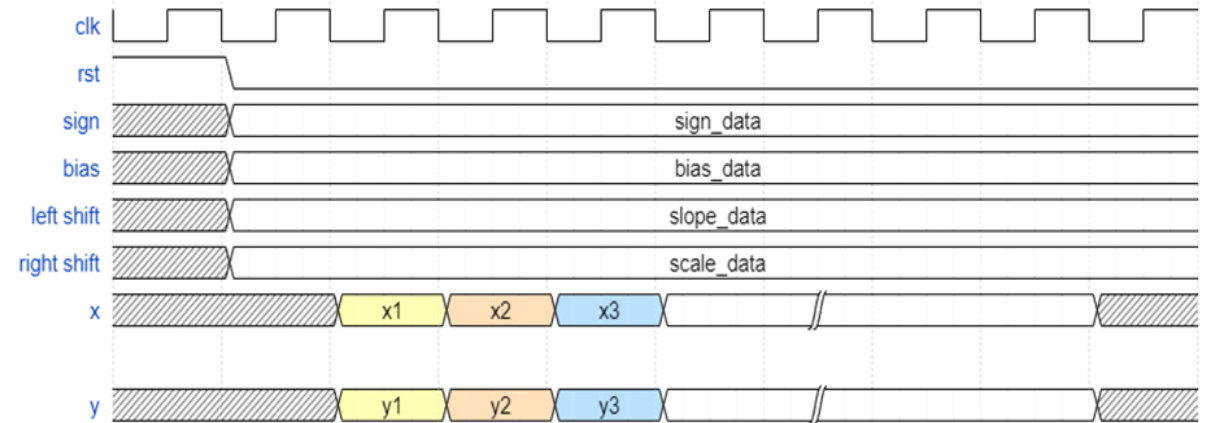 clk
rst
sign sign_data
bias bias_data
left shift slope_data
right shift scale_data
x x1 x2 x3
y y1 y2 y3